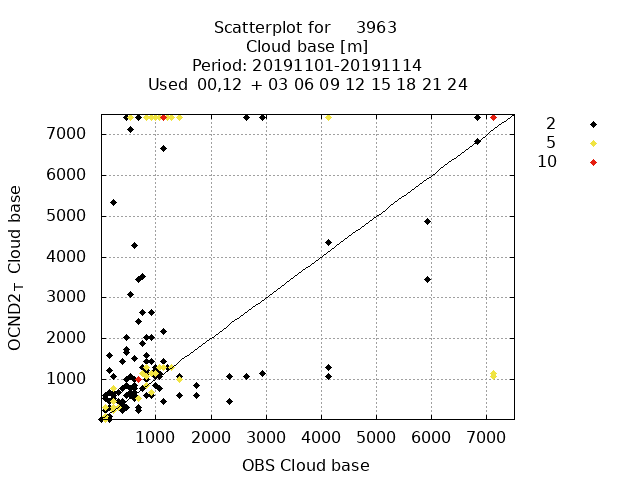 Scatterplot for 3963
Cloud base [m]
Period: 20191101-20191114
Used 00,12 + 03 06 09 12 15 18 21 24
2
5
10
7000
6000
5000
4000
3000
2000
1000
OCND2T Cloud base
1000 2000 3000 4000 5000 6000 7000
OBS Cloud base